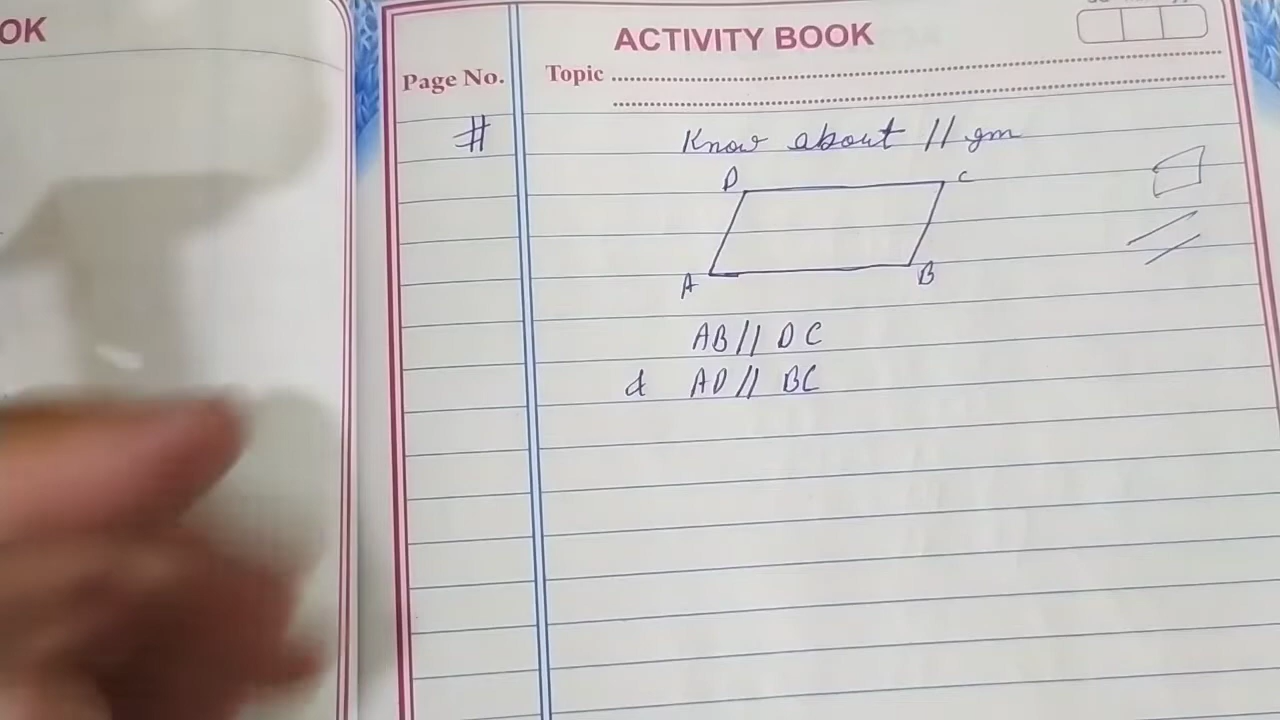 OK
ACTIVITY BOOK
Page No.
Topic
# Know about // gm
D C
A B
AB // DC
& AD // BC